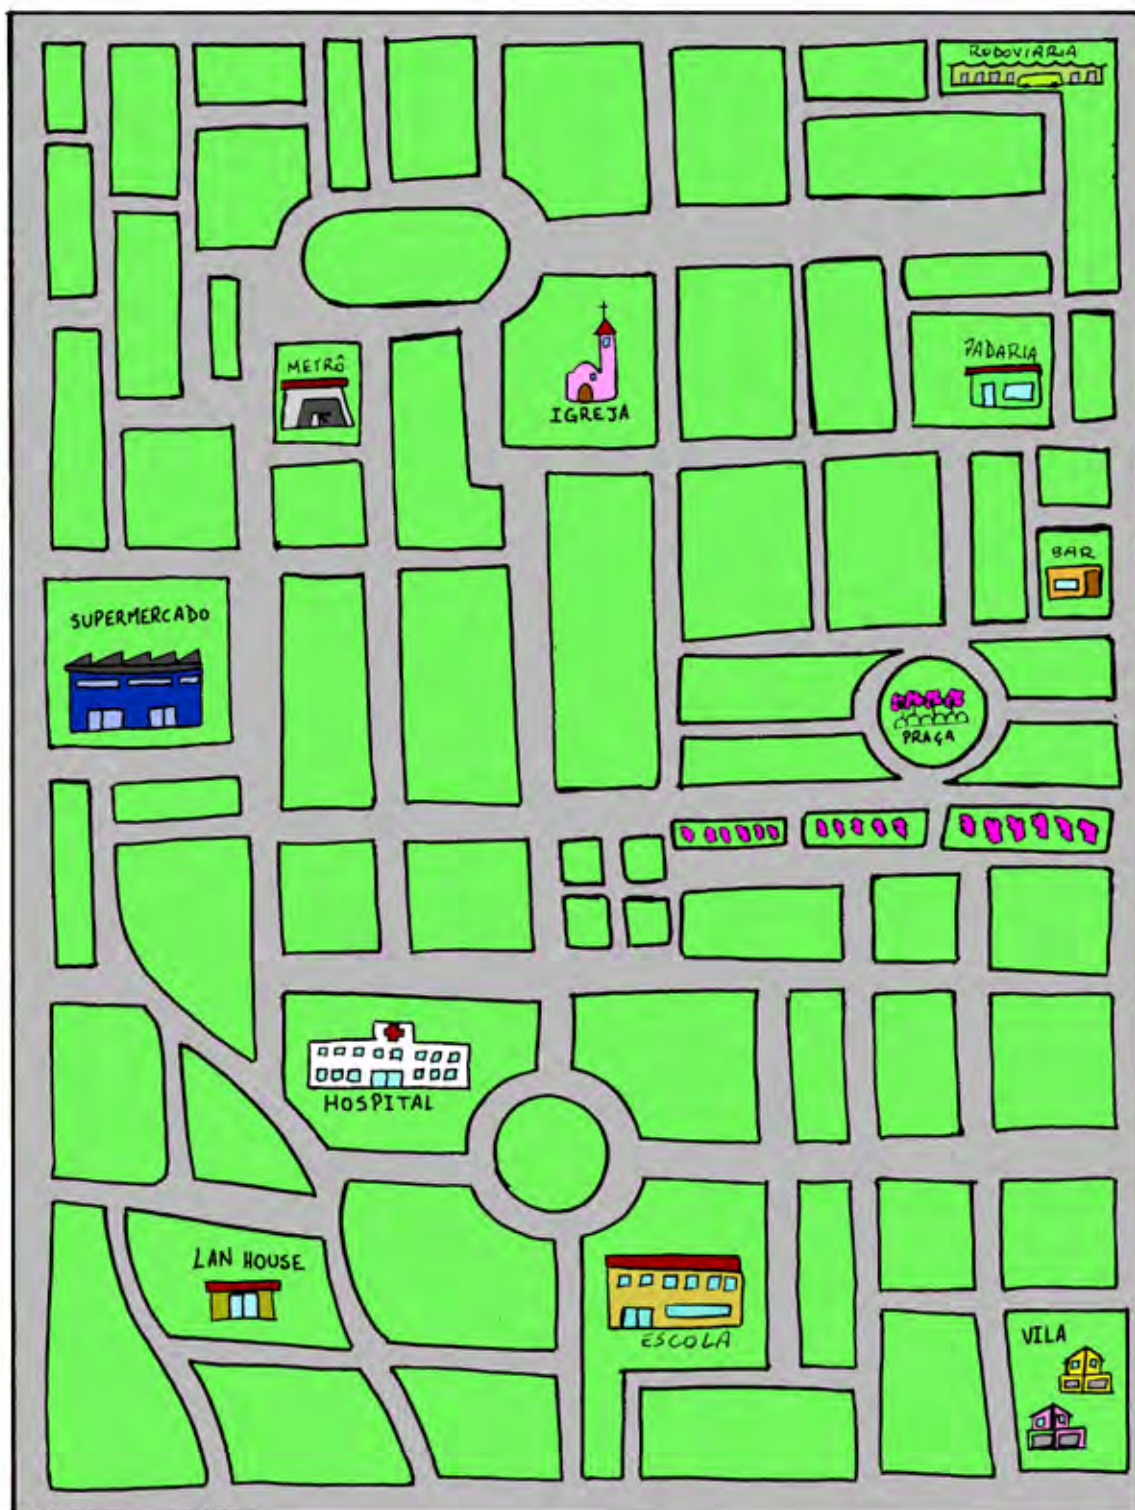 RODOVIARIA
METRÔ
PADARIA
IGREJA
BAR
SUPERMERCADO
PRAÇA
HOSPITAL
LAN HOUSE
ESCOLA
VILA